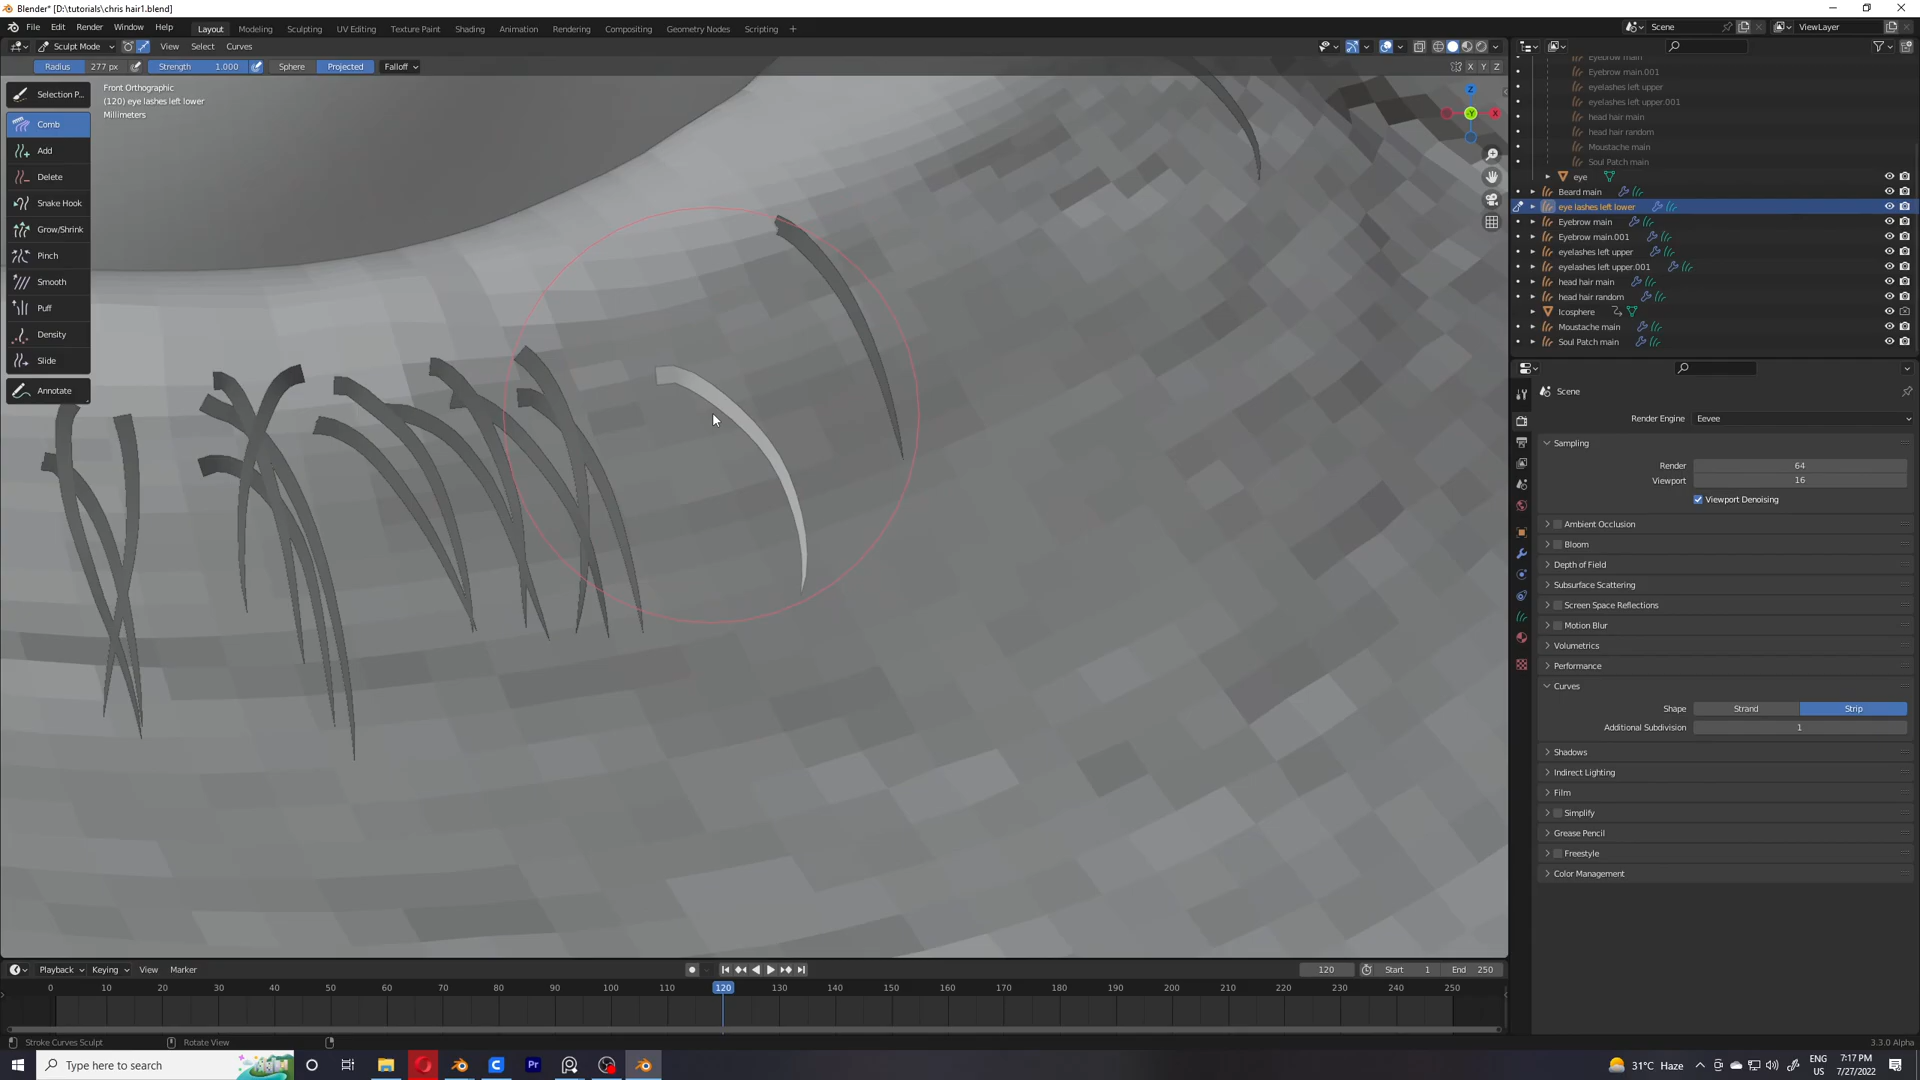 Blender* [D:\tutorials\chris hair1.blend]
File Edit Render Window Help Layout Modeling Sculpting UV Editing Texture Paint Shading Animation Rendering Compositing Geometry Nodes Scripting + Scene ViewLayer
Sculpt Mode View Select Curves
Radius 277 px Strength 1.000 Sphere Projected Falloff X Y Z
Selection P...
Comb
Add
Delete
Snake Hook
Grow/Shrink
Pinch
Smooth
Puff
Density
Slide
Annotate
Front Orthographic
(120) eye lashes left lower
Millimeters
Z
Y
X
Eyebrow main
Eyebrow main.001
eyelashes left upper
eyelashes left upper.001
head hair main
head hair random
Moustache main
Soul Patch main
eye
Beard main
eye lashes left lower
Eyebrow main
Eyebrow main.001
eyelashes left upper
eyelashes left upper.001
head hair main
head hair random
Icosphere
Moustache main
Soul Patch main
Scene
Render Engine Eevee
Sampling
Render 64
Viewport 16
Viewport Denoising
Ambient Occlusion
Bloom
Depth of Field
Subsurface Scattering
Screen Space Reflections
Motion Blur
Volumetrics
Performance
Curves
Shape Strand Strip
Additional Subdivision 1
Shadows
Indirect Lighting
Film
Simplify
Grease Pencil
Freestyle
Color Management
Playback Keying View Marker 120 Start 1 End 250
0 10 20 30 40 50 60 70 80 90 100 110 120 130 140 150 160 170 180 190 200 210 220 230 240 250
Stroke Curves Sculpt Rotate View 3.3.0 Alpha
Type here to search
Pr
31°C Haze
ENG
US
7:17 PM
7/27/2022